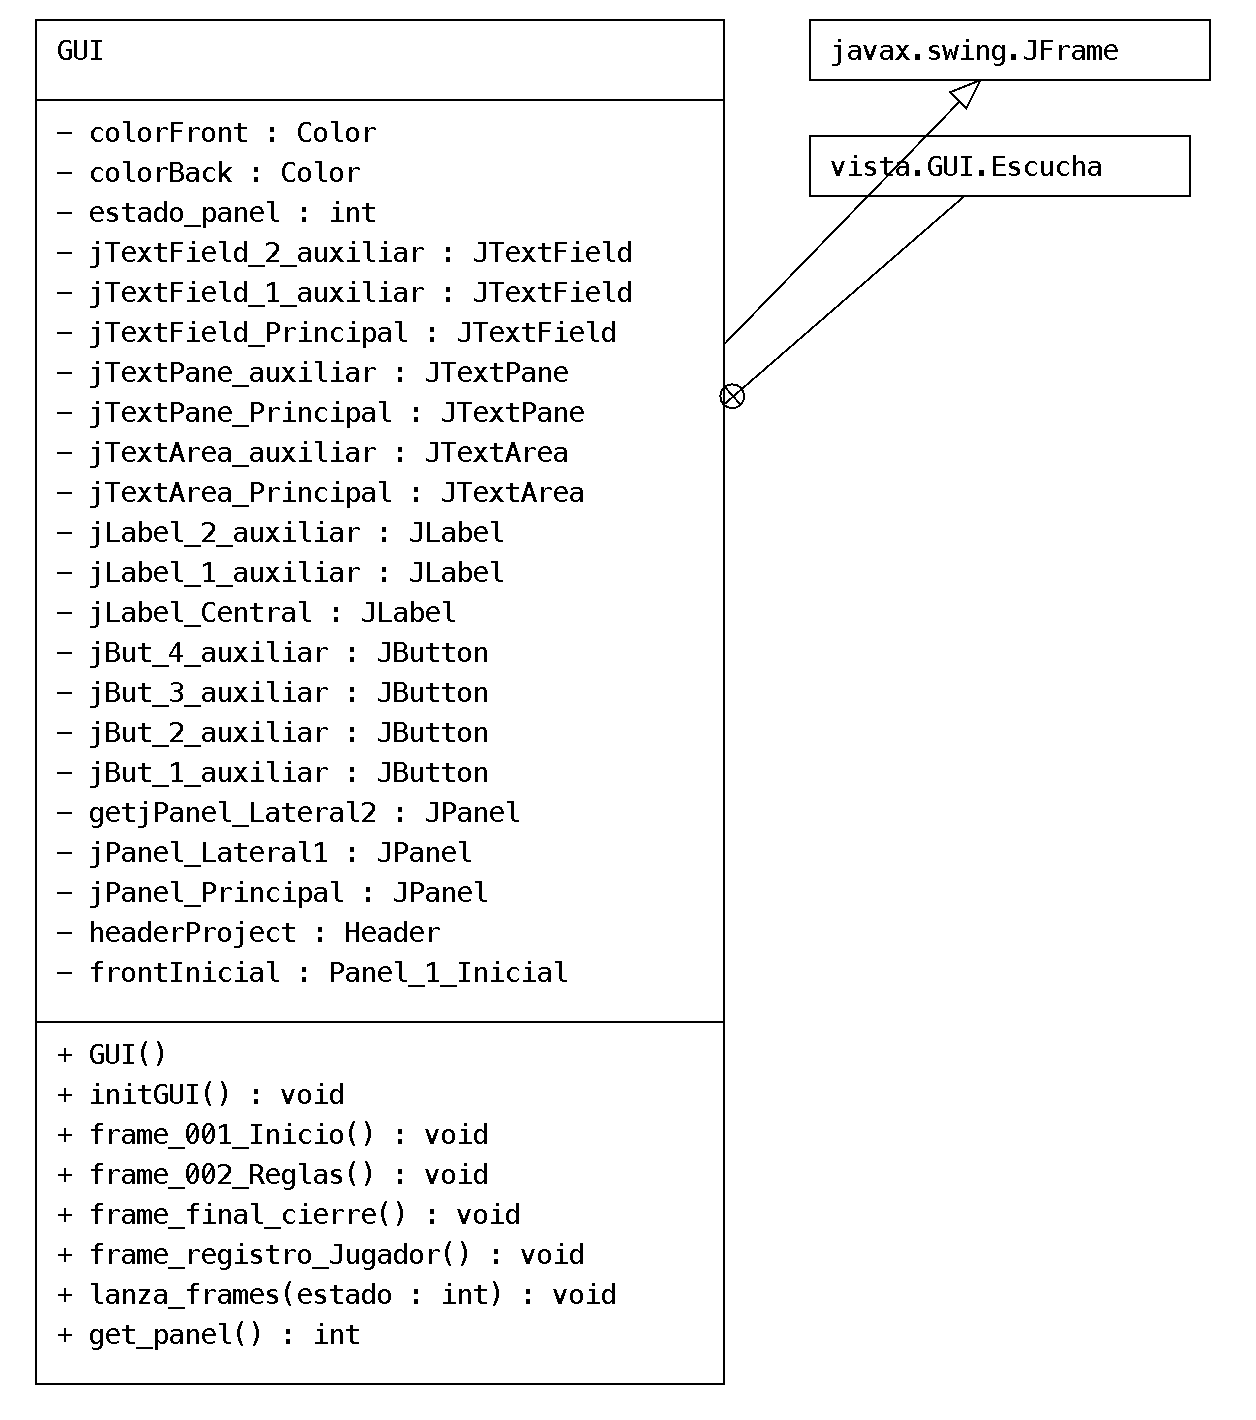 GUI
– colorFront : Color
– colorBack : Color
– estado_panel : int
– jTextField_2_auxiliar : JTextField
– jTextField_1_auxiliar : JTextField
– jTextField_Principal : JTextField
– jTextPane_auxiliar : JTextPane
– jTextPane_Principal : JTextPane
– jTextArea_auxiliar : JTextArea
– jTextArea_Principal : JTextArea
– jLabel_2_auxiliar : JLabel
– jLabel_1_auxiliar : JLabel
– jLabel_Central : JLabel
– jBut_4_auxiliar : JButton
– jBut_3_auxiliar : JButton
– jBut_2_auxiliar : JButton
– jBut_1_auxiliar : JButton
– getjPanel_Lateral2 : JPanel
– jPanel_Lateral1 : JPanel
– jPanel_Principal : JPanel
– headerProject : Header
– frontInicial : Panel_1_Inicial
+ GUI()
+ initGUI() : void
+ frame_001_Inicio() : void
+ frame_002_Reglas() : void
+ frame_final_cierre() : void
+ frame_registro_Jugador() : void
+ lanza_frames(estado : int) : void
+ get_panel() : int
javax.swing.JFrame
vista.GUI.Escucha